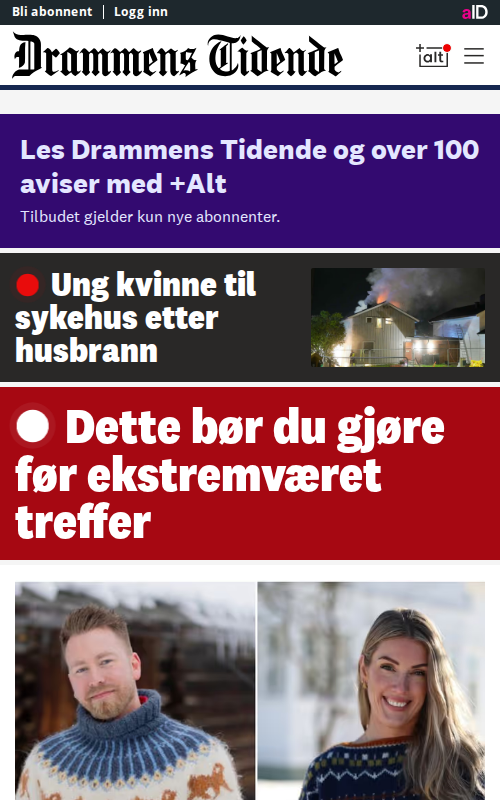 Bli abonnent | Logg inn
aID
Drammens Tidende
+alt
Les Drammens Tidende og over 100
aviser med +Alt
Tilbudet gjelder kun nye abonnenter.
Ung kvinne til
sykehus etter
husbrann
Dette bør du gjøre
før ekstremværet
treffer